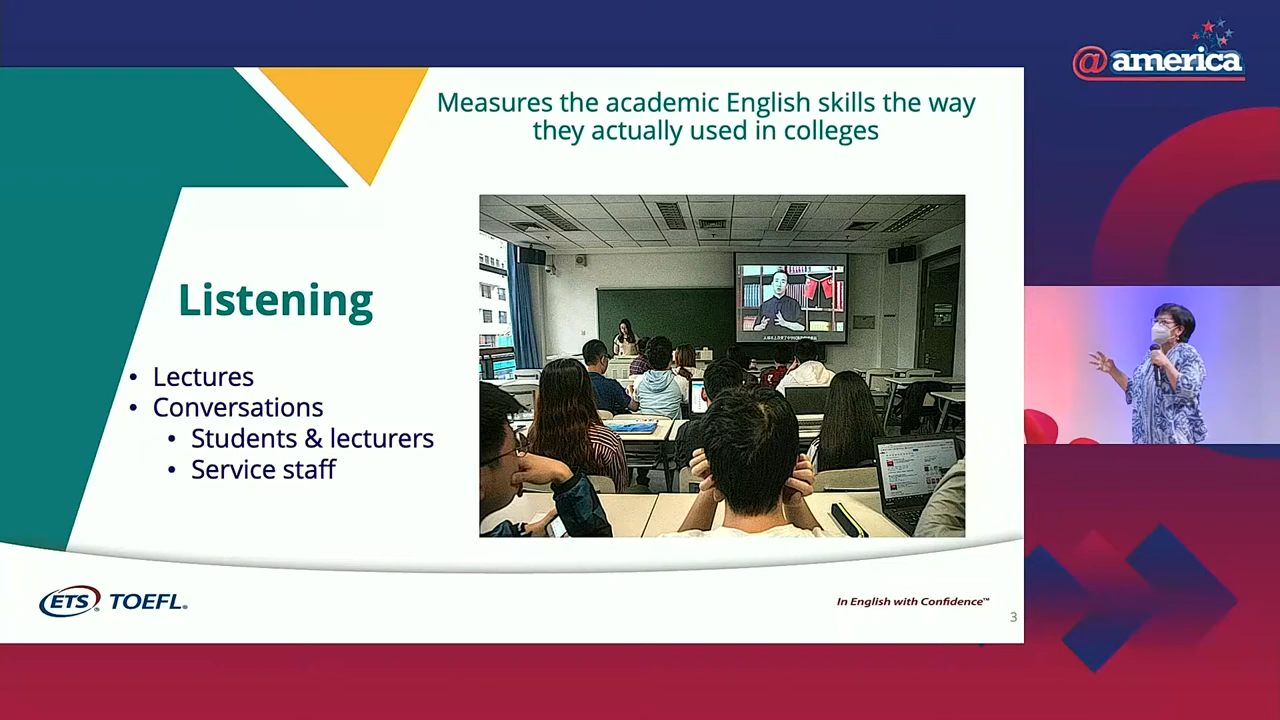 @america
Measures the academic English skills the way
they actually used in colleges
Listening
• Lectures
• Conversations
• Students & lecturers
• Service staff
ETS® TOEFL®
In English with Confidence™
3